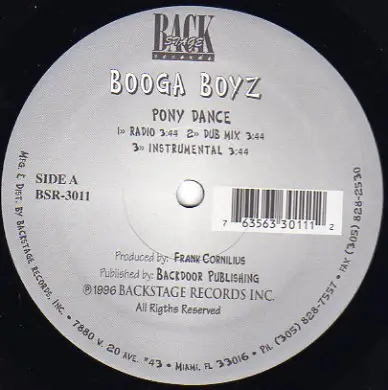 BACK
STAGE
records
BOOGA BOYZ
PONY DANCE
1» RADIO 3:44 2» DUB MIX 3:44
3» INSTRUMENTAL 3:44
SIDE A
BSR-3011
7 63563 30111 2
Produced by: FRANK CORNILIUS
Published by: BACKDOOR PUBLISHING
℗1996 BACKSTAGE RECORDS INC.
All Rigths Reserved
MFG. & DIST. BY BACKSTAGE RECORDS, INC. • 7880 W. 20 AVE. #43 • MIAMI, FL 33016 • PH. (305) 828-7557 • FAX (305) 828-2530